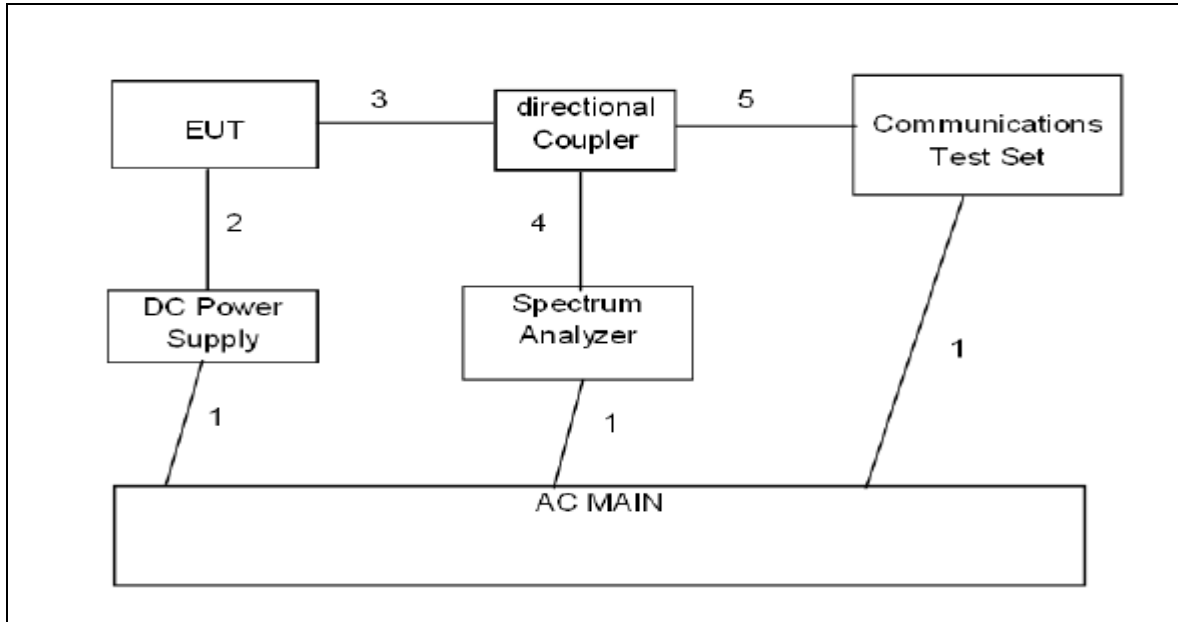 EUT
3
directional
Coupler
5
Communications
Test Set
2
4
DC Power
Supply
Spectrum
Analyzer
1
1
1
AC MAIN